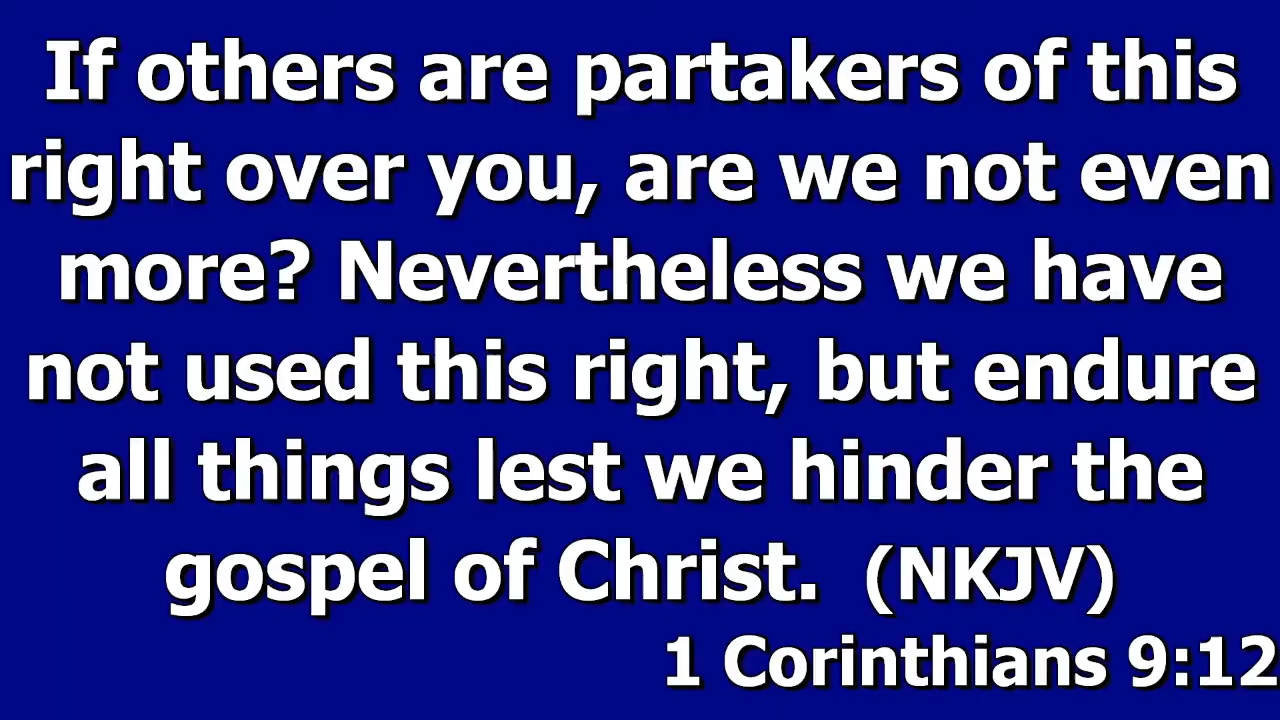 If others are partakers of this
right over you, are we not even
more? Nevertheless we have
not used this right, but endure
all things lest we hinder the
gospel of Christ. (NKJV)
1 Corinthians 9:12